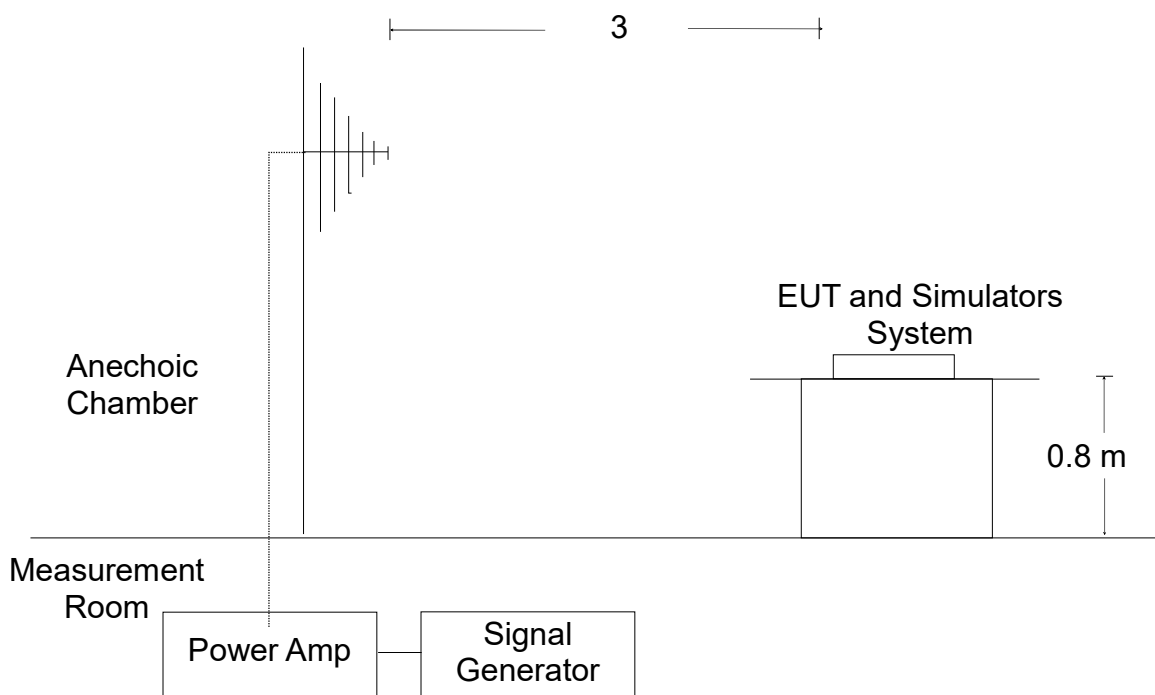 3
EUT and Simulators
System
Anechoic
Chamber
0.8 m
Measurement
Room
Power Amp
Signal
Generator